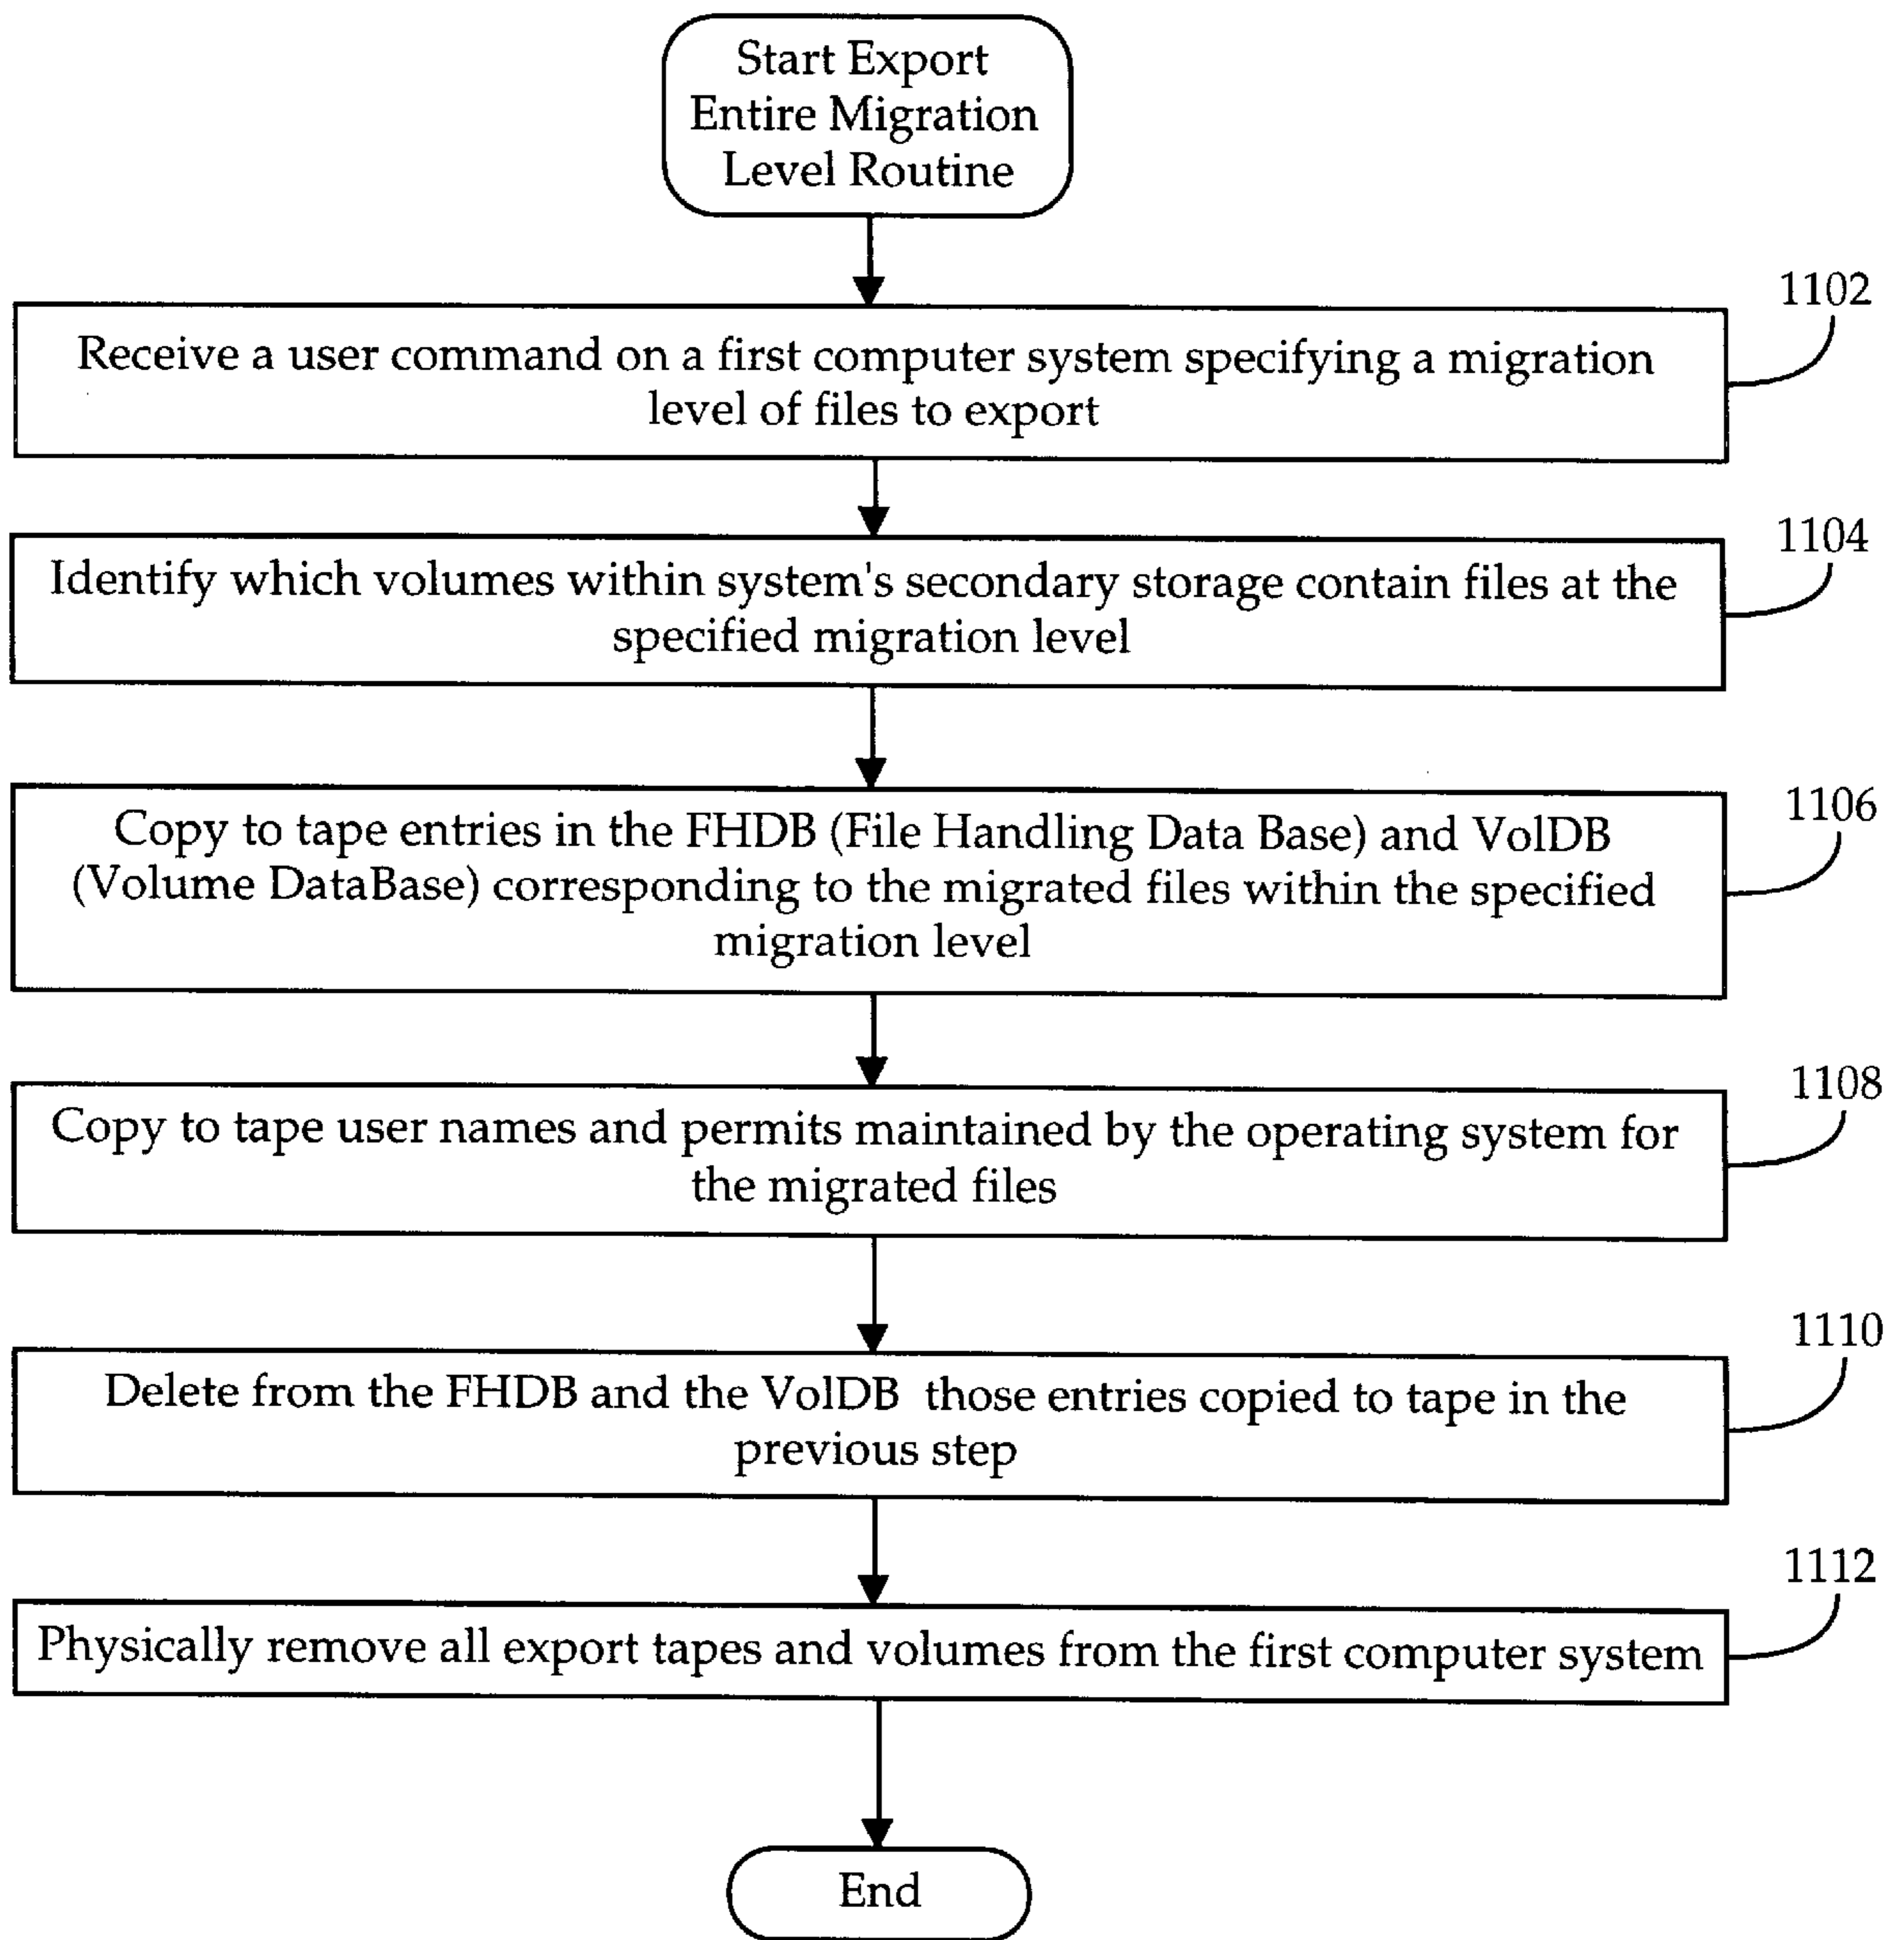 Start Export
Entire Migration
Level Routine
1102
Receive a user command on a first computer system specifying a migration
level of files to export
1104
Identify which volumes within system's secondary storage contain files at the
specified migration level
1106
Copy to tape entries in the FHDB (File Handling Data Base) and VolDB
(Volume DataBase) corresponding to the migrated files within the specified
migration level
1108
Copy to tape user names and permits maintained by the operating system for
the migrated files
1110
Delete from the FHDB and the VolDB those entries copied to tape in the
previous step
1112
Physically remove all export tapes and volumes from the first computer system
End